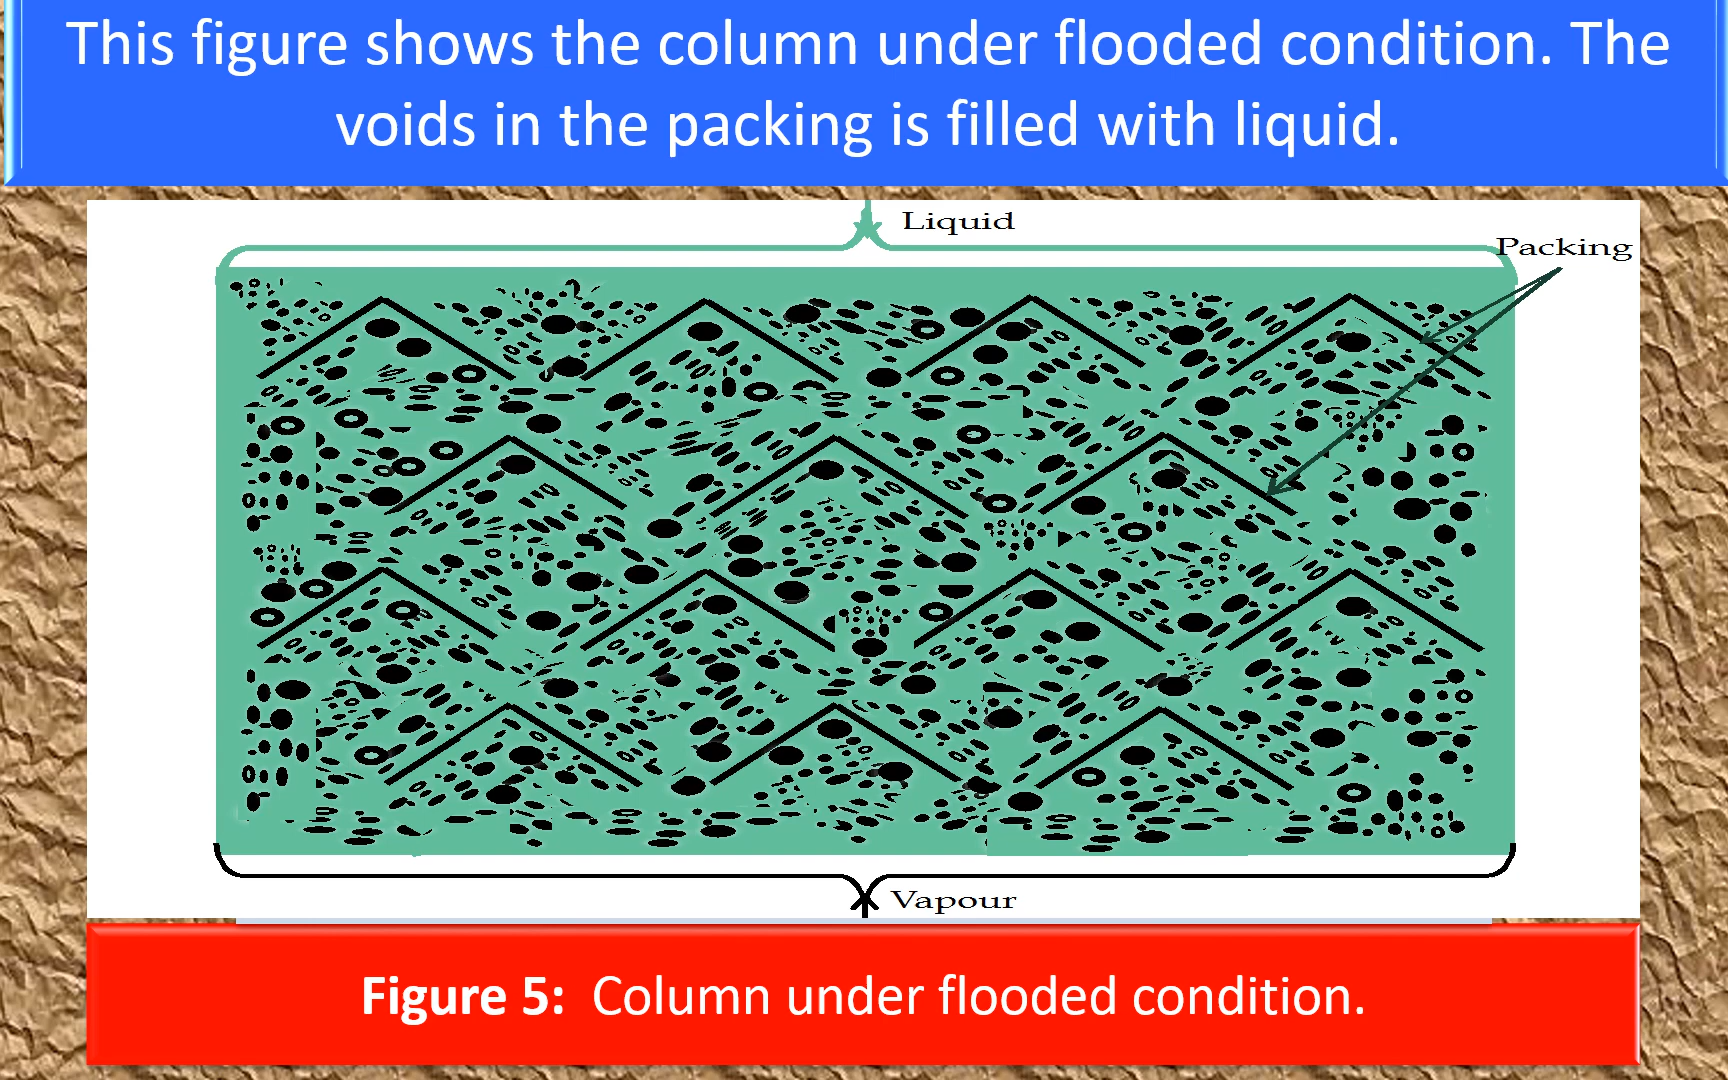 This figure shows the column under flooded condition. The
voids in the packing is filled with liquid.
Liquid
Packing
Vapour
Figure 5: Column under flooded condition.